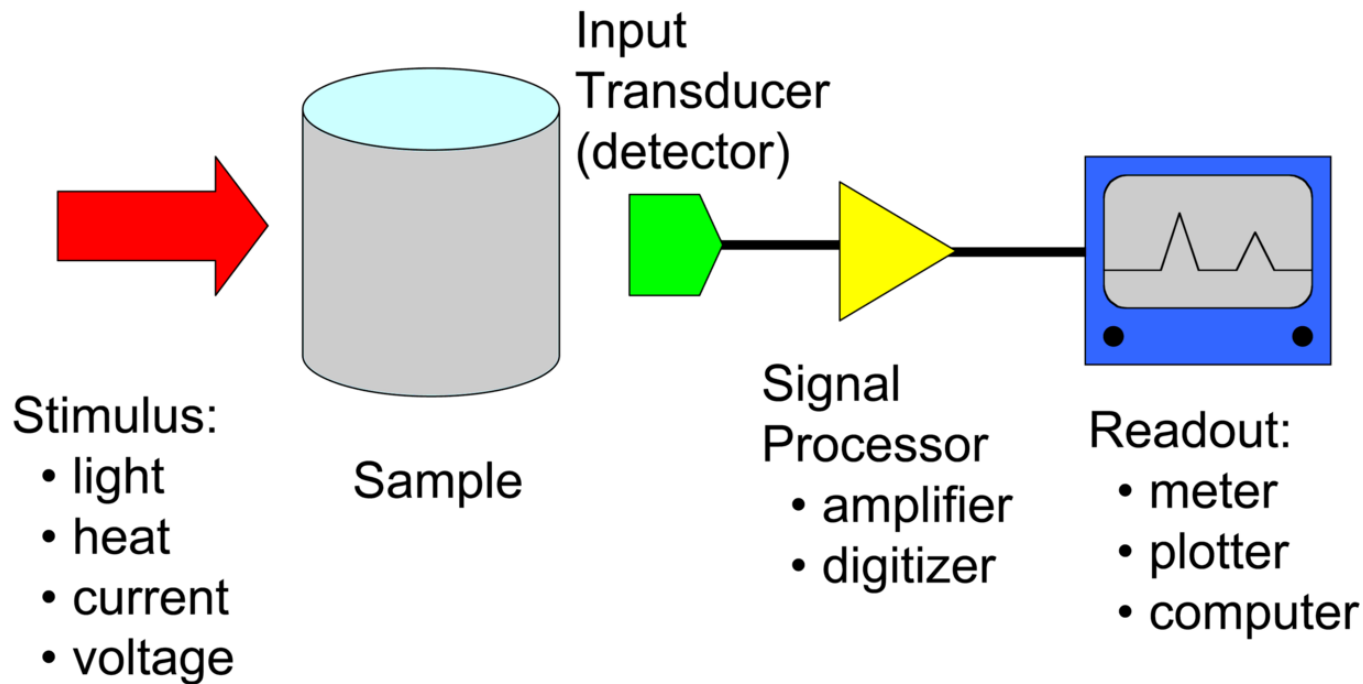 Input
Transducer
(detector)
Stimulus:
• light
• heat
• current
• voltage
Sample
Signal
Processor
• amplifier
• digitizer
Readout:
• meter
• plotter
• computer